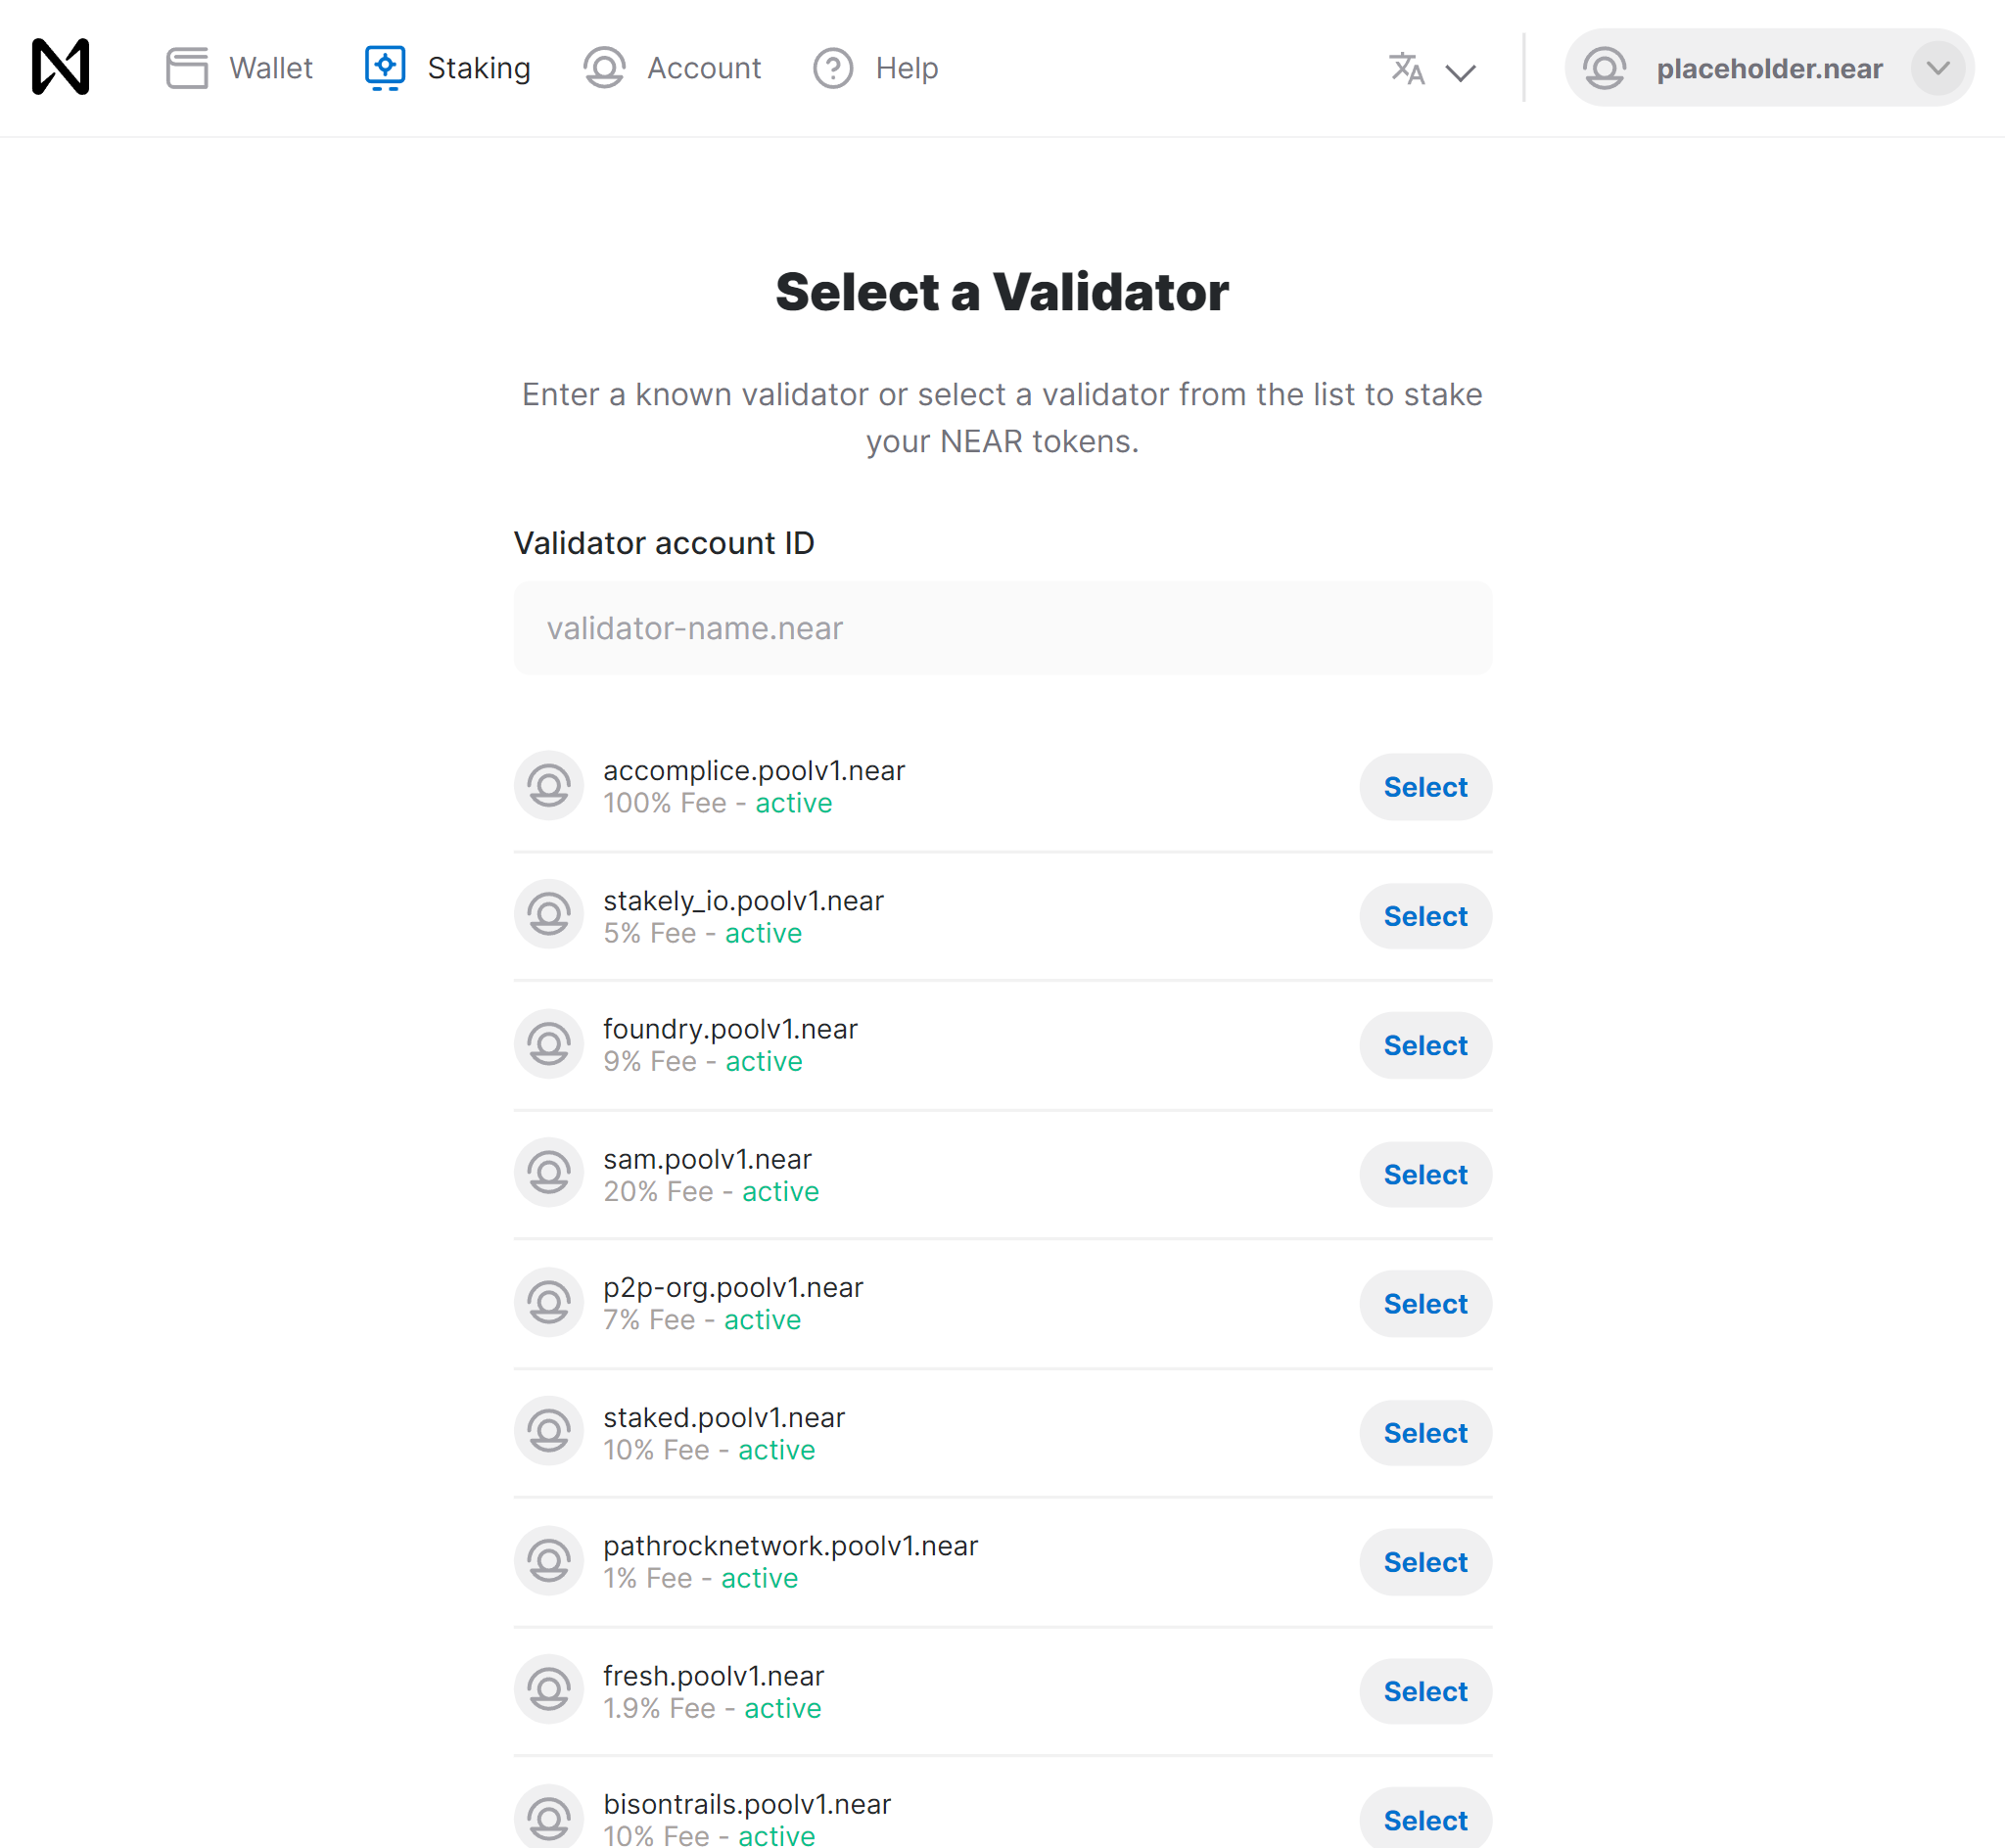 Wallet
Staking
Account
Help
placeholder.near
Select a Validator
Enter a known validator or select a validator from the list to stake
your NEAR tokens.
Validator account ID
validator-name.near
accomplice.poolv1.near
100% Fee - active
Select
stakely_io.poolv1.near
5% Fee - active
Select
foundry.poolv1.near
9% Fee - active
Select
sam.poolv1.near
20% Fee - active
Select
p2p-org.poolv1.near
7% Fee - active
Select
staked.poolv1.near
10% Fee - active
Select
pathrocknetwork.poolv1.near
1% Fee - active
Select
fresh.poolv1.near
1.9% Fee - active
Select
bisontrails.poolv1.near
10% Fee - active
Select